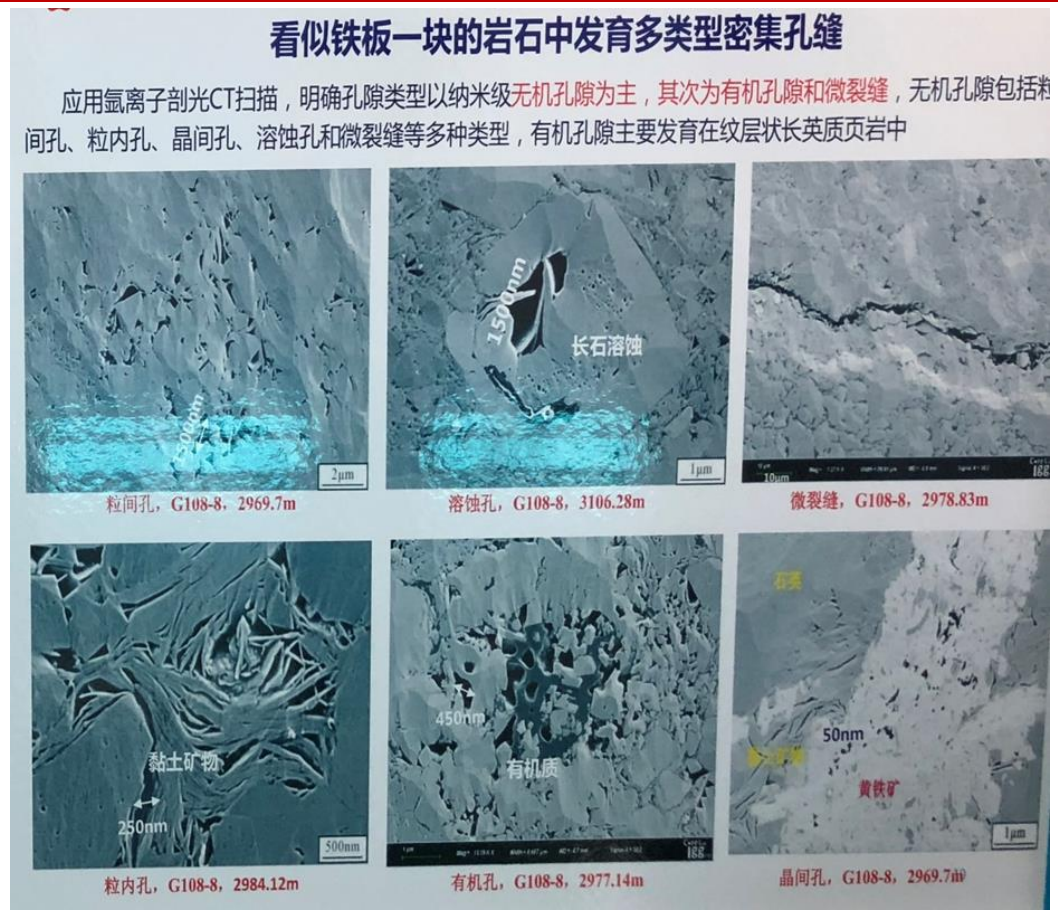 看似铁板一块的岩石中发育多类型密集孔缝
应用氩离子剖光CT扫描，明确孔隙类型以纳米级无机孔隙为主，其次为有机孔隙和微裂缝，无机孔隙包括粒
间孔、粒内孔、晶间孔、溶蚀孔和微裂缝等多种类型，有机孔隙主要发育在纹层状长英质页岩中
2μm
1500nm
长石溶蚀
1μm
10μm
粒间孔，G108-8，2969.7m
溶蚀孔，G108-8，3106.28m
微裂缝，G108-8，2978.83m
黏土矿物
250nm
500nm
450nm
有机质
石英
50nm
黄铁矿
1μm
粒内孔，G108-8，2984.12m
有机孔，G108-8，2977.14m
晶间孔，G108-8，2969.7m